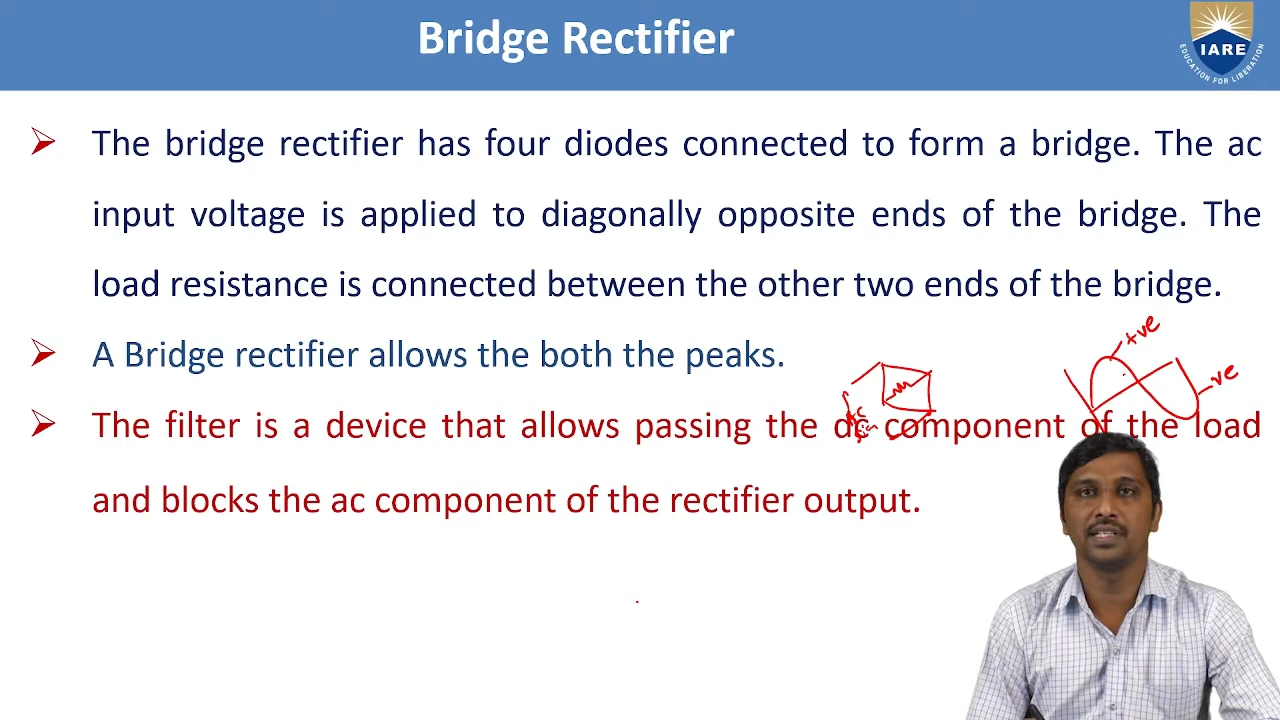 Bridge Rectifier
IARE
EDUCATION FOR LIBERATION
The bridge rectifier has four diodes connected to form a bridge. The ac
input voltage is applied to diagonally opposite ends of the bridge. The
load resistance is connected between the other two ends of the bridge.
+ve
-ve
A Bridge rectifier allows the both the peaks.
The filter is a device that allows passing the dc component of the load
and blocks the ac component of the rectifier output.